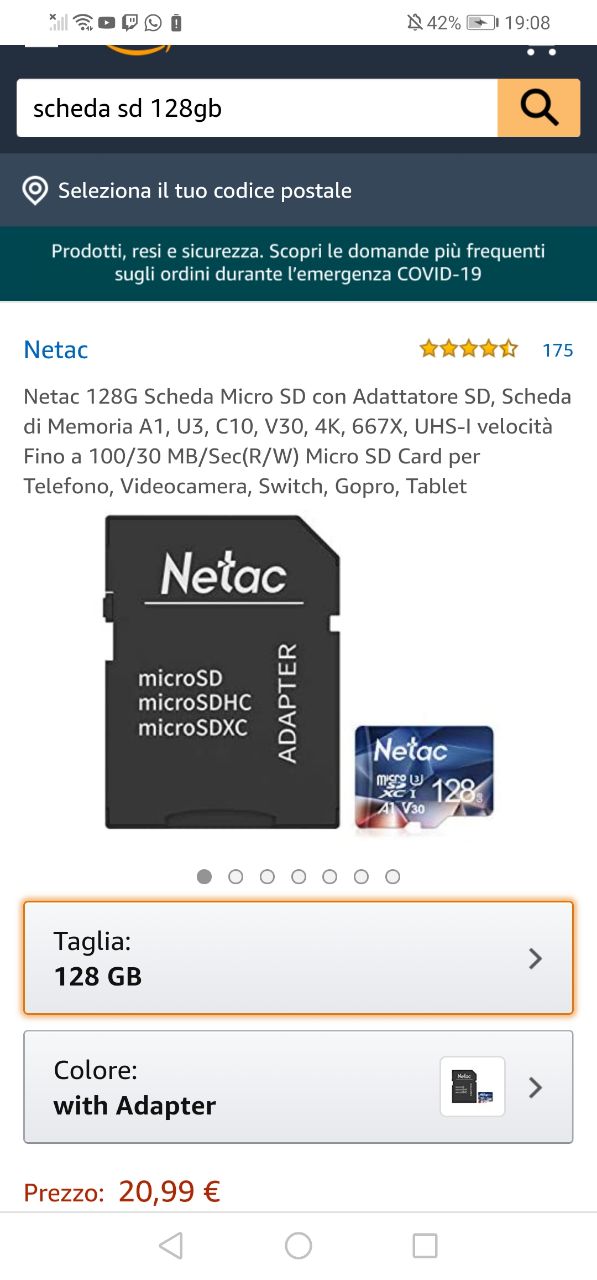 42% 19:08
scheda sd 128gb
Seleziona il tuo codice postale
Prodotti, resi e sicurezza. Scopri le domande più frequenti
sugli ordini durante l'emergenza COVID-19
Netac 175
Netac 128G Scheda Micro SD con Adattatore SD, Scheda
di Memoria A1, U3, C10, V30, 4K, 667X, UHS-I velocità
Fino a 100/30 MB/Sec(R/W) Micro SD Card per
Telefono, Videocamera, Switch, Gopro, Tablet
Netac
microSD
microSDHC
microSDXC
ADAPTER
Netac
micro SD U3
XC I 128
A1 V30
Taglia:
128 GB
Colore:
with Adapter
Prezzo: 20,99 €